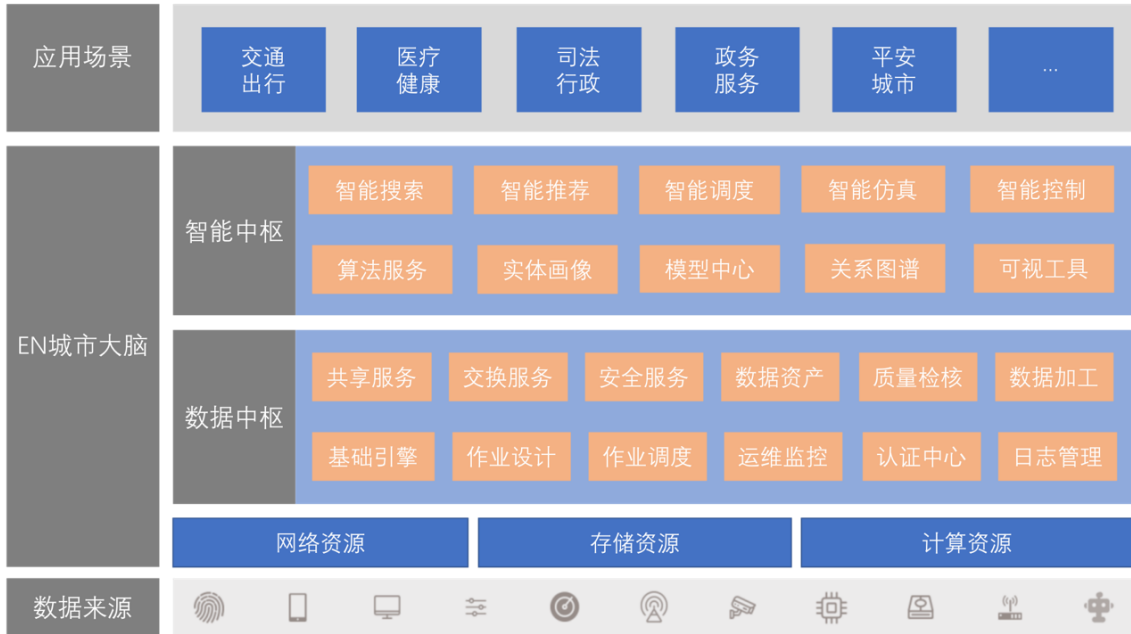 应用场景
交通
出行
医疗
健康
司法
行政
政务
服务
平安
城市
...
EN城市大脑
智能中枢
智能搜索
智能推荐
智能调度
智能仿真
智能控制
算法服务
实体画像
模型中心
关系图谱
可视工具
数据中枢
共享服务
交换服务
安全服务
数据资产
质量检核
数据加工
基础引擎
作业设计
作业调度
运维监控
认证中心
日志管理
网络资源
存储资源
计算资源
数据来源